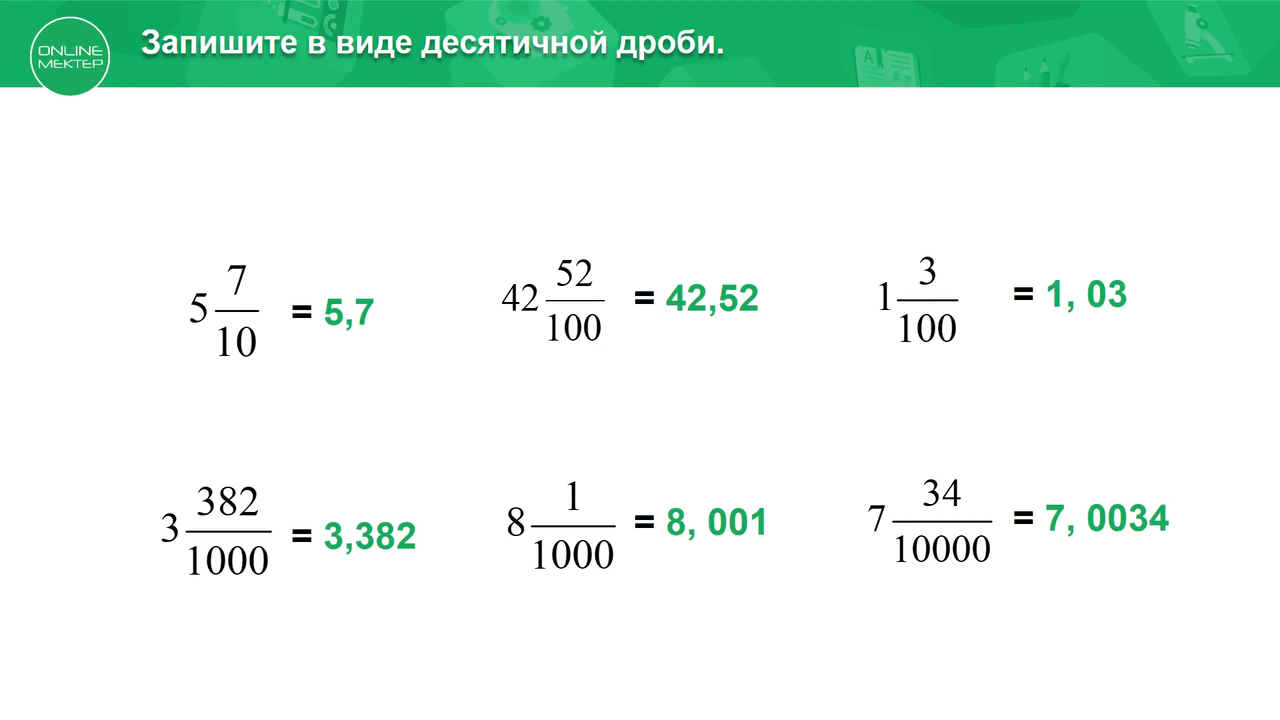 ONLINE
МЕКТЕР
Запишите в виде десятичной дроби.
5 7/10 = 5,7
42 52/100 = 42,52
1 3/100 = 1, 03
3 382/1000 = 3,382
8 1/1000 = 8, 001
7 34/10000 = 7, 0034